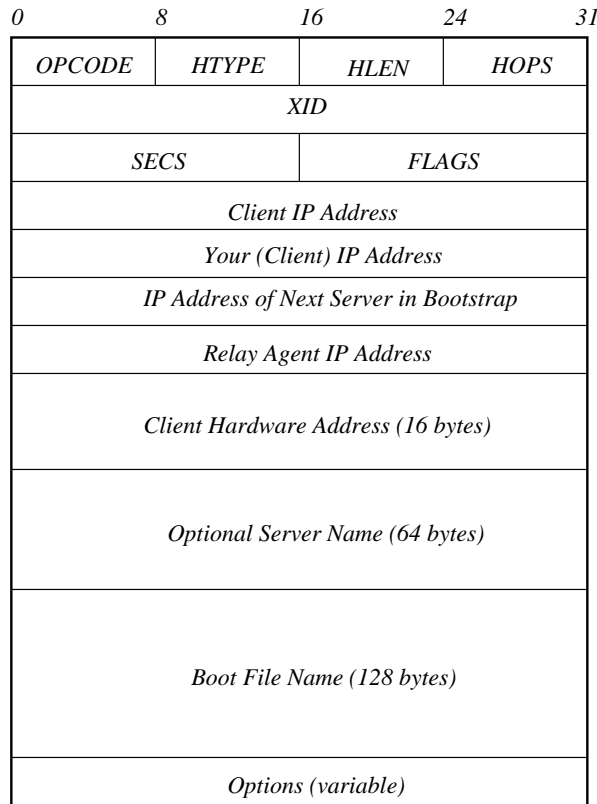 0 8 16 24 31
OPCODE HTYPE HLEN HOPS
XID
SECS FLAGS
Client IP Address
Your (Client) IP Address
IP Address of Next Server in Bootstrap
Relay Agent IP Address
Client Hardware Address (16 bytes)
Optional Server Name (64 bytes)
Boot File Name (128 bytes)
Options (variable)